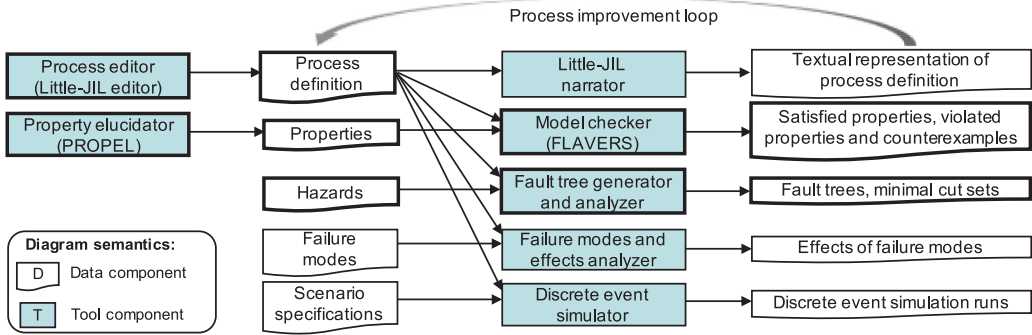 Process improvement loop
Process editor
(Little-JIL editor)
Process
definition
Little-JIL
narrator
Textual representation of
process definition
Property elucidator
(PROPEL)
Properties
Model checker
(FLAVERS)
Satisfied properties, violated
properties and counterexamples
Hazards
Fault tree generator
and analyzer
Fault trees, minimal cut sets
Failure
modes
Failure modes and
effects analyzer
Effects of failure modes
Scenario
specifications
Discrete event
simulator
Discrete event simulation runs
Diagram semantics:
D Data component
T Tool component